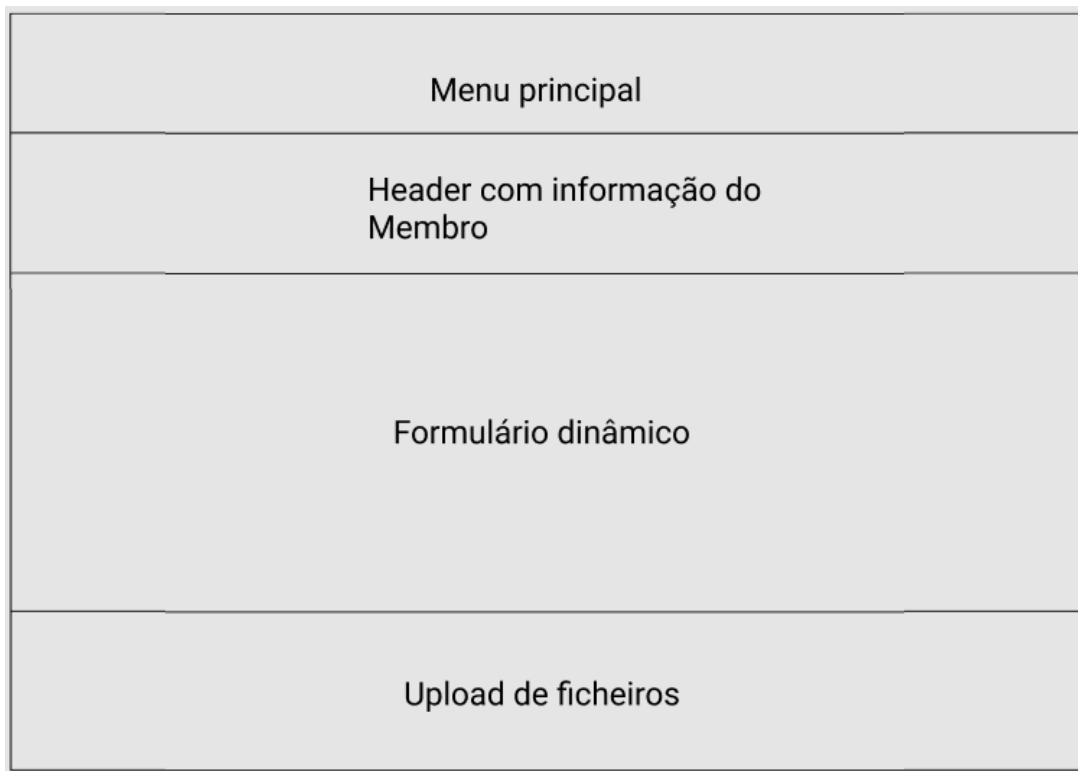 Menu principal
Header com informação do
Membro
Formulário dinâmico
Upload de ficheiros